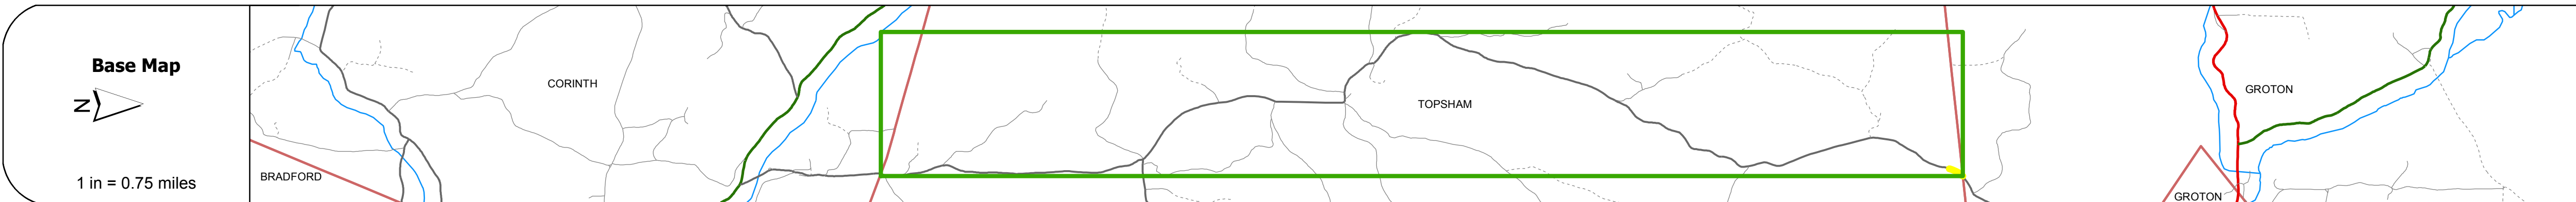 Base Map
N
1 in = 0.75 miles
BRADFORD
CORINTH
TOPSHAM
GROTON
GROTON